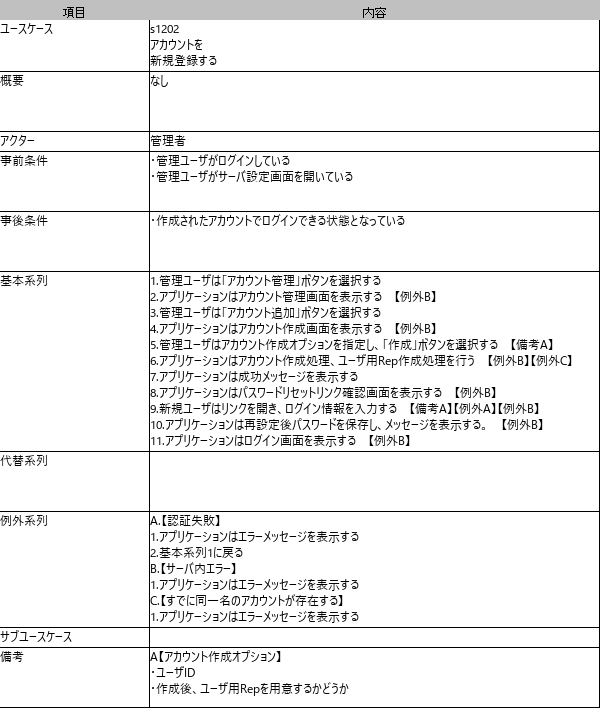 項目 内容
ユースケース s1202
アカウントを
新規登録する
概要 なし
アクター 管理者
事前条件 ・管理ユーザがログインしている
・管理ユーザがサーバ設定画面を開いている
事後条件 ・作成されたアカウントでログインできる状態となっている
基本系列 1.管理ユーザは「アカウント管理」ボタンを選択する
2.アプリケーションはアカウント管理画面を表示する 【例外B】
3.管理ユーザは「アカウント追加」ボタンを選択する
4.アプリケーションはアカウント作成画面を表示する 【例外B】
5.管理ユーザはアカウント作成オプションを指定し、「作成」ボタンを選択する 【備考A】
6.アプリケーションはアカウント作成処理、ユーザ用Rep作成処理を行う 【例外B】【例外C】
7.アプリケーションは成功メッセージを表示する
8.アプリケーションはパスワードリセットリンク確認画面を表示する 【例外B】
9.新規ユーザはリンクを開き、ログイン情報を入力する 【備考A】【例外A】【例外B】
10.アプリケーションは再設定後パスワードを保存し、メッセージを表示する。 【例外B】
11.アプリケーションはログイン画面を表示する 【例外B】
代替系列
例外系列 A.【認証失敗】
1.アプリケーションはエラーメッセージを表示する
2.基本系列1に戻る
B.【サーバ内エラー】
1.アプリケーションはエラーメッセージを表示する
C.【すでに同一名のアカウントが存在する】
1.アプリケーションはエラーメッセージを表示する
サブユースケース
備考 A【アカウント作成オプション】
・ユーザID
・作成後、ユーザ用Repを用意するかどうか